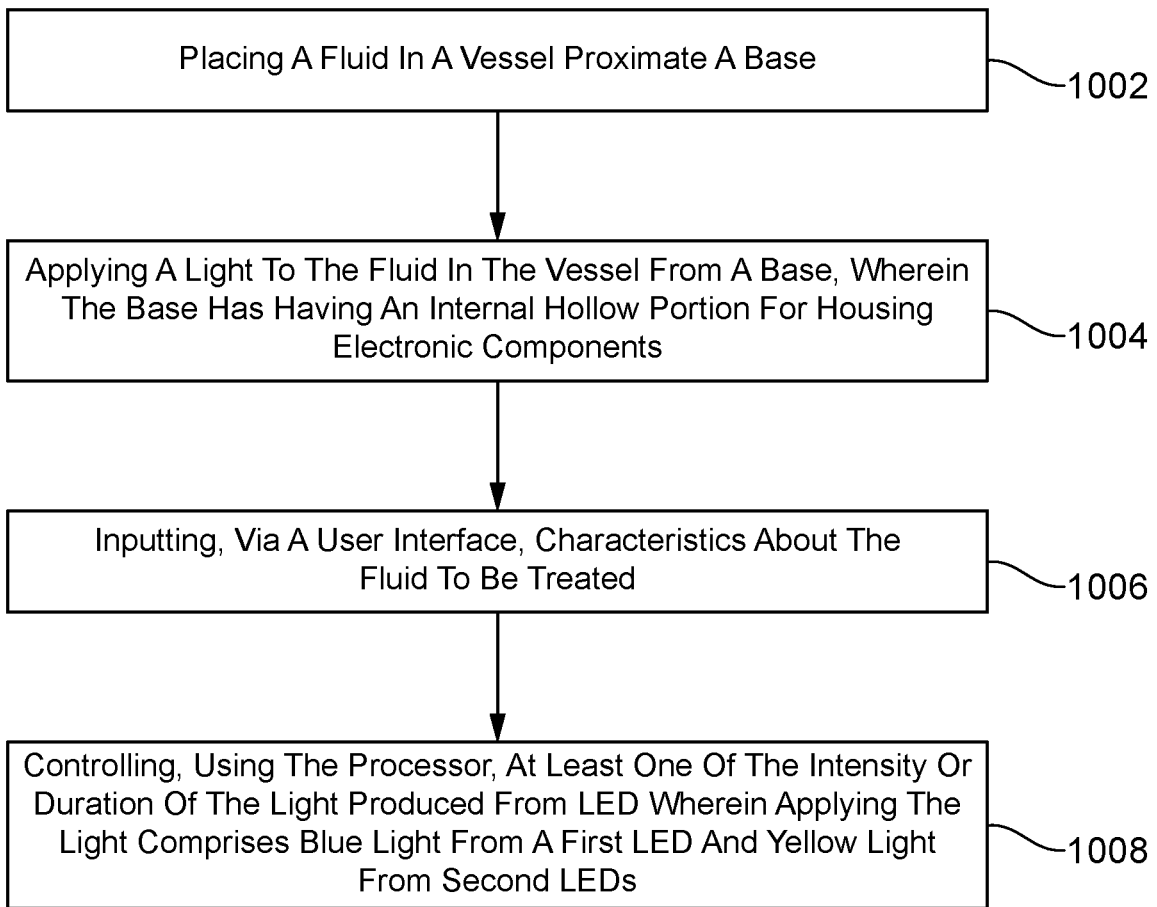 Placing A Fluid In A Vessel Proximate A Base
1002
Applying A Light To The Fluid In The Vessel From A Base, Wherein
The Base Has Having An Internal Hollow Portion For Housing
Electronic Components
1004
Inputting, Via A User Interface, Characteristics About The
Fluid To Be Treated
1006
Controlling, Using The Processor, At Least One Of The Intensity Or
Duration Of The Light Produced From LED Wherein Applying The
Light Comprises Blue Light From A First LED And Yellow Light
From Second LEDs
1008